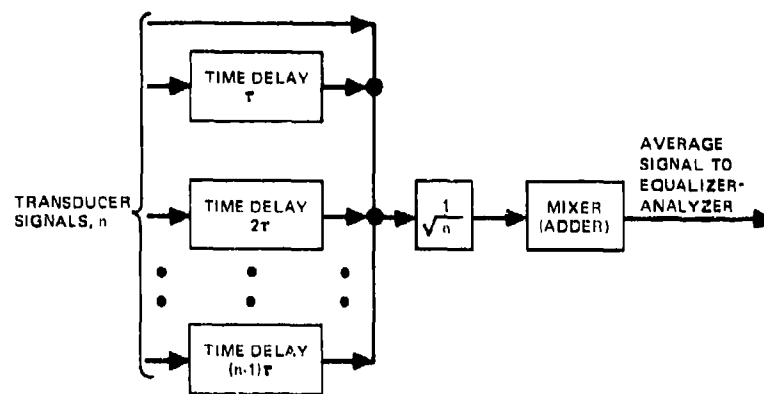 TIME DELAY
τ
TRANSDUCER
SIGNALS, n
TIME DELAY
2τ
TIME DELAY
(n-1)τ
1
√n
MIXER
(ADDER)
AVERAGE
SIGNAL TO
EQUALIZER-
ANALYZER